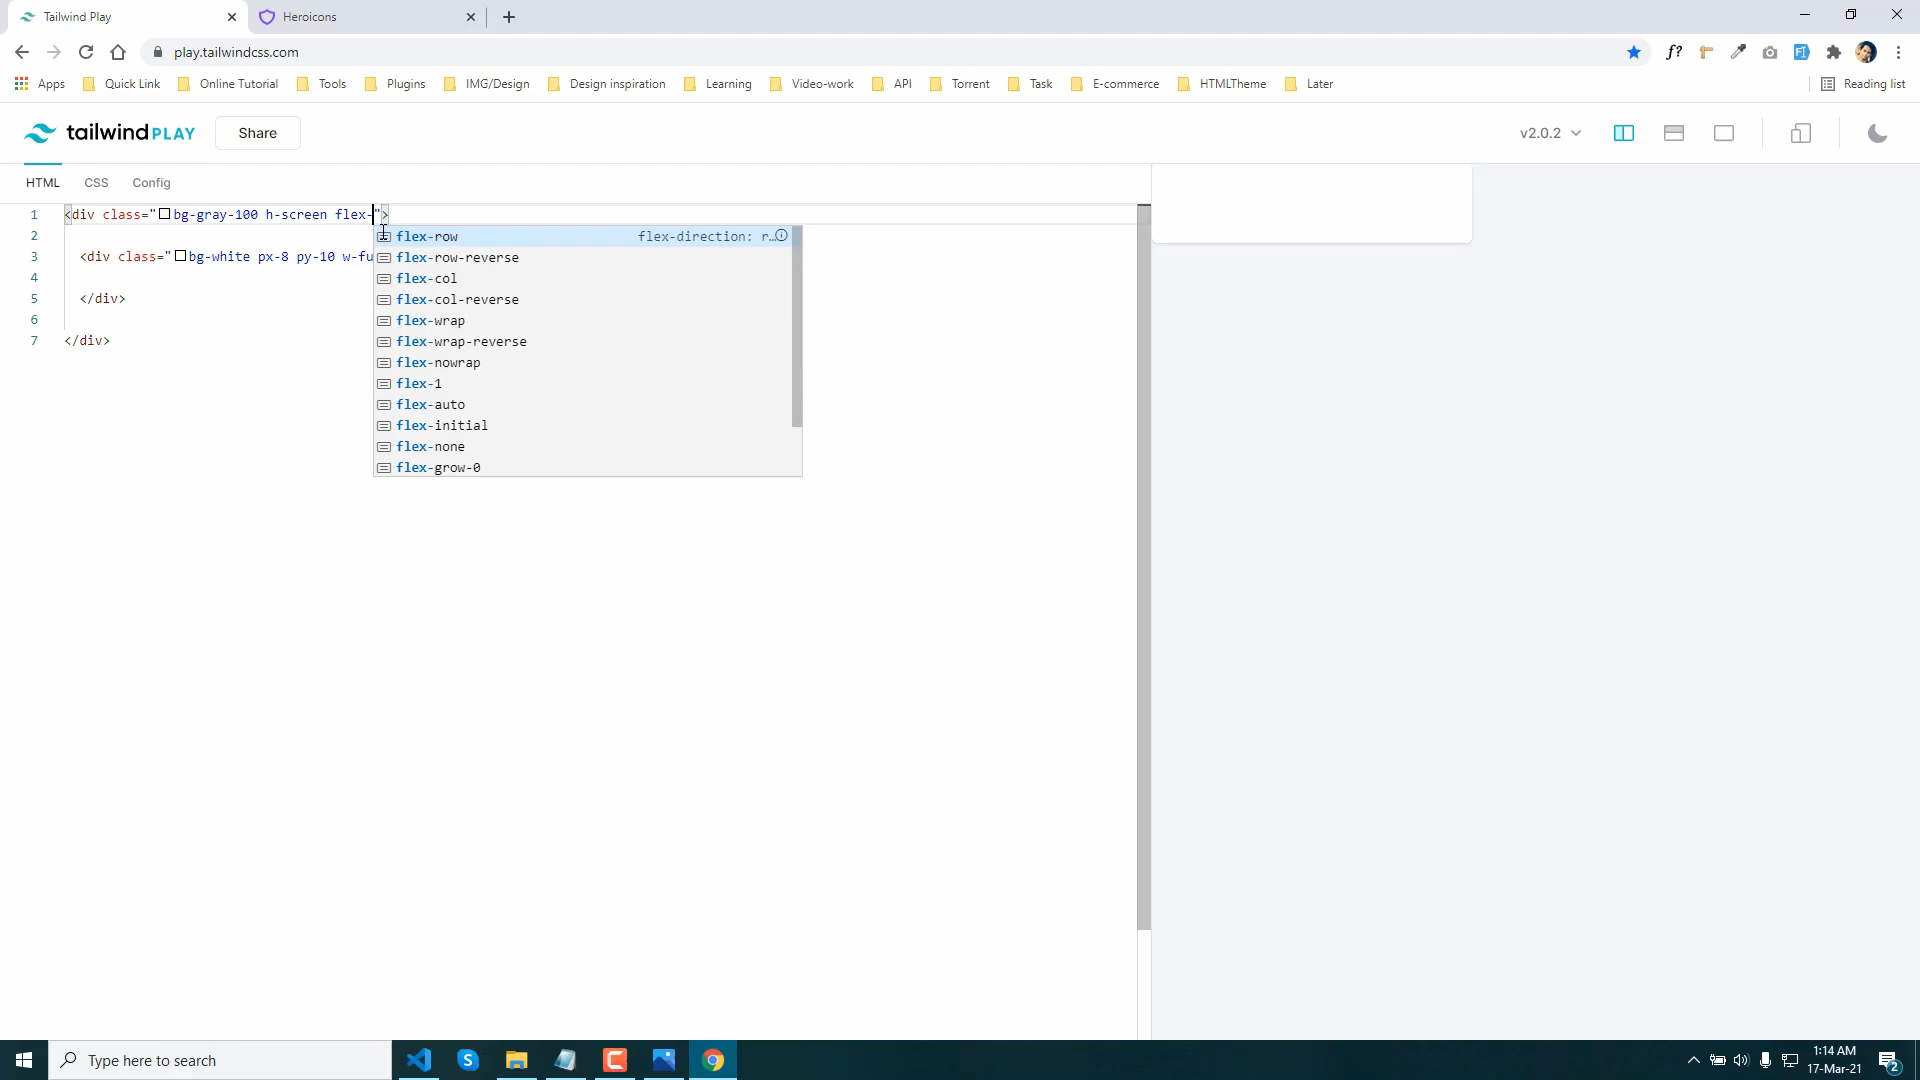 Tailwind Play
Heroicons
play.tailwindcss.com
f?
Apps Quick Link Online Tutorial Tools Plugins IMG/Design Design inspiration Learning Video-work API Torrent Task E-commerce HTMLTheme Later Reading list
tailwind PLAY Share v2.0.2
HTML CSS Config
1 <div class="bg-gray-100 h-screen flex-">
2
3 <div class="bg-white px-8 py-10 w-fu
4
5 </div>
6
7 </div>
flex-row flex-direction: r…
flex-row-reverse
flex-col
flex-col-reverse
flex-wrap
flex-wrap-reverse
flex-nowrap
flex-1
flex-auto
flex-initial
flex-none
flex-grow-0
Type here to search
1:14 AM
17-Mar-21
2